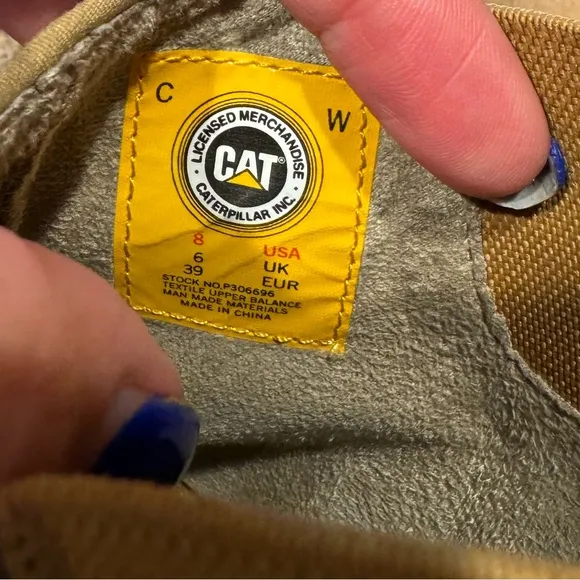 C W
LICENSED MERCHANDISE
CAT®
CATERPILLAR INC.
8 USA
6 UK
39 EUR
STOCK NO.P306696
TEXTILE UPPER BALANCE
MAN MADE MATERIALS
MADE IN CHINA